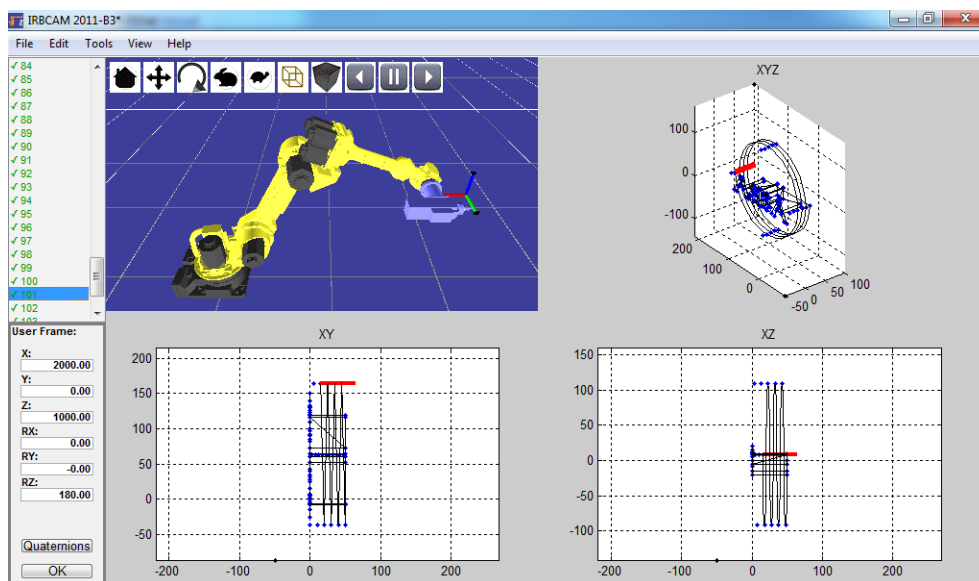 IRBCAM 2011-B3*
File Edit Tools View Help
✓ 84
✓ 85
✓ 86
✓ 87
✓ 88
✓ 89
✓ 90
✓ 91
✓ 92
✓ 93
✓ 94
✓ 95
✓ 96
✓ 97
✓ 98
✓ 99
✓ 100
✓ 101
✓ 102
User Frame:
X:
2000.00
Y:
0.00
Z:
1000.00
RX:
0.00
RY:
-0.00
RZ:
180.00
Quaternions
OK
XYZ
100
0
-100
200
100
0
-50
0
50
100
XY
200
150
100
50
0
-50
-200 -100 0 100 200
XZ
150
100
50
0
-50
-100
-200 -100 0 100 200